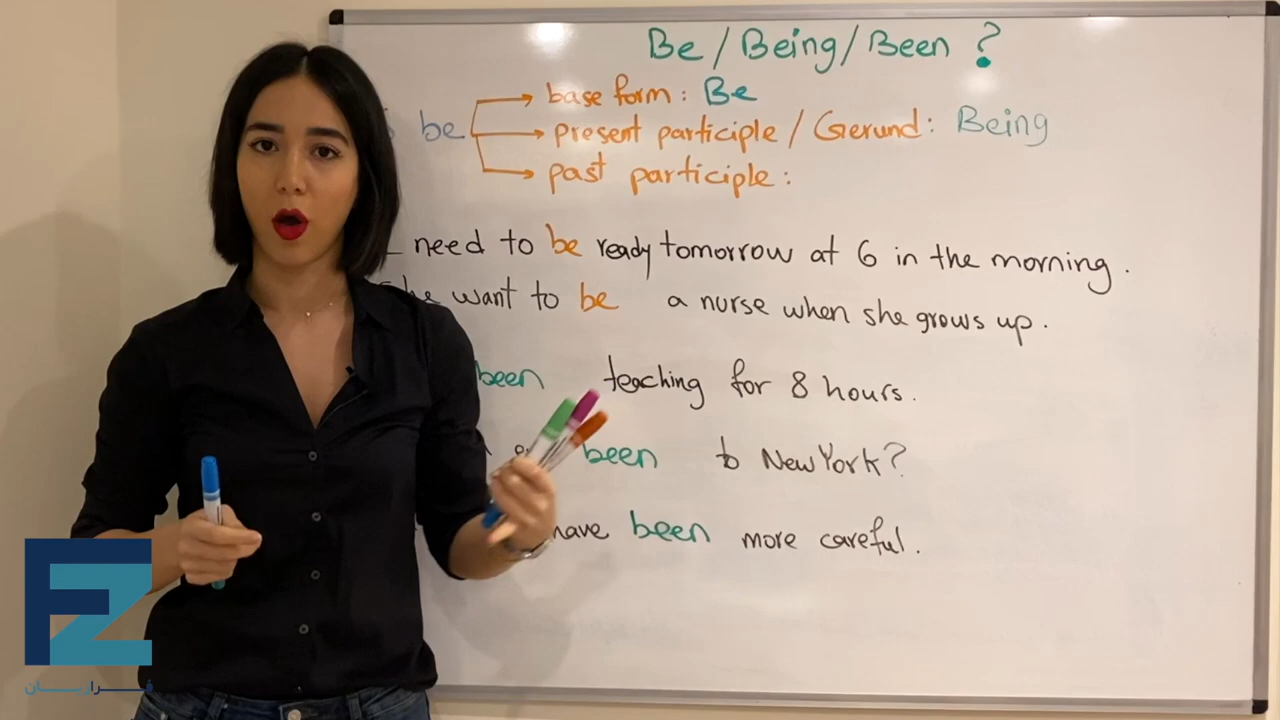 Be / Being / Been ?
base form : Be
be present participle / Gerund : Being
past participle :
need to be ready tomorrow at 6 in the morning .
want to be a nurse when she grows up .
been teaching for 8 hours .
been to New York ?
have been more careful .
FZ
فرازبان